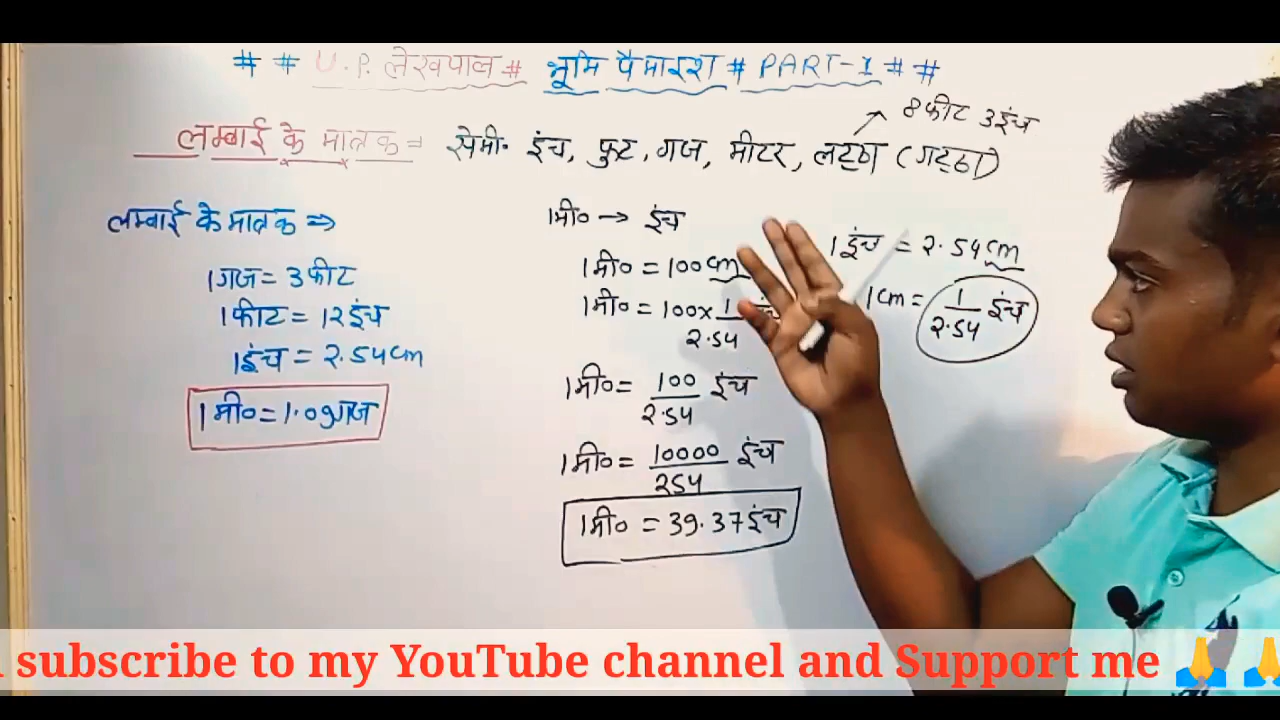 # # U.P. लेखपाल # भूमि पैमाइश # PART-1 # #
8 फीट 3 इंच
लम्बाई के मात्रक = सेमी॰ इंच, फुट, गज, मीटर, लट्ठा (गट्ठा)
लम्बाई के मात्रक ⇒
1 गज = 3 फीट
1 फीट = 12 इंच
1 इंच = 2.54 cm
1 मी० = 1.09 गज
1 मी० → इंच
1 मी० = 100 cm
1 मी० = 100 × 1/2.54
1 मी० = 100/2.54 इंच
1 मी० = 10000/254 इंच
1 मी० = 39.37 इंच
1 इंच = 2.54 cm
1 cm = 1/2.54 इंच
subscribe to my YouTube channel and Support me 🙏